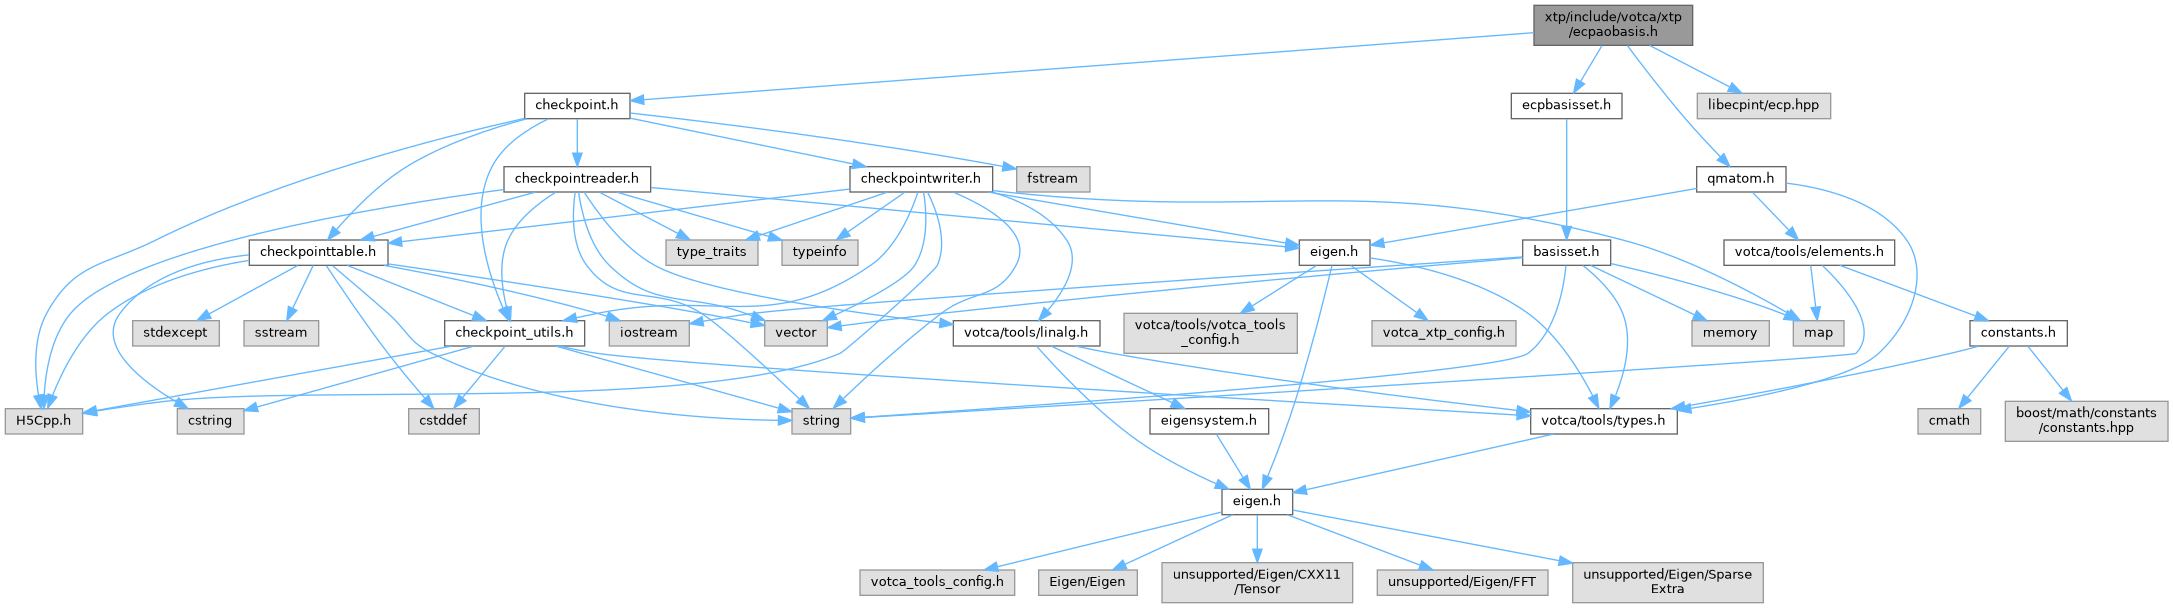 xtp/include/votca/xtp
/ecpaobasis.h
checkpoint.h
ecpbasisset.h
libecpint/ecp.hpp
checkpointreader.h
checkpointwriter.h
fstream
qmatom.h
checkpointtable.h
type_traits
typeinfo
eigen.h
basisset.h
votca/tools/elements.h
stdexcept
sstream
checkpoint_utils.h
iostream
vector
votca/tools/linalg.h
votca/tools/votca_tools
_config.h
votca_xtp_config.h
memory
map
constants.h
H5Cpp.h
cstring
cstddef
string
eigensystem.h
votca/tools/types.h
cmath
boost/math/constants
/constants.hpp
eigen.h
votca_tools_config.h
Eigen/Eigen
unsupported/Eigen/CXX11
/Tensor
unsupported/Eigen/FFT
unsupported/Eigen/Sparse
Extra